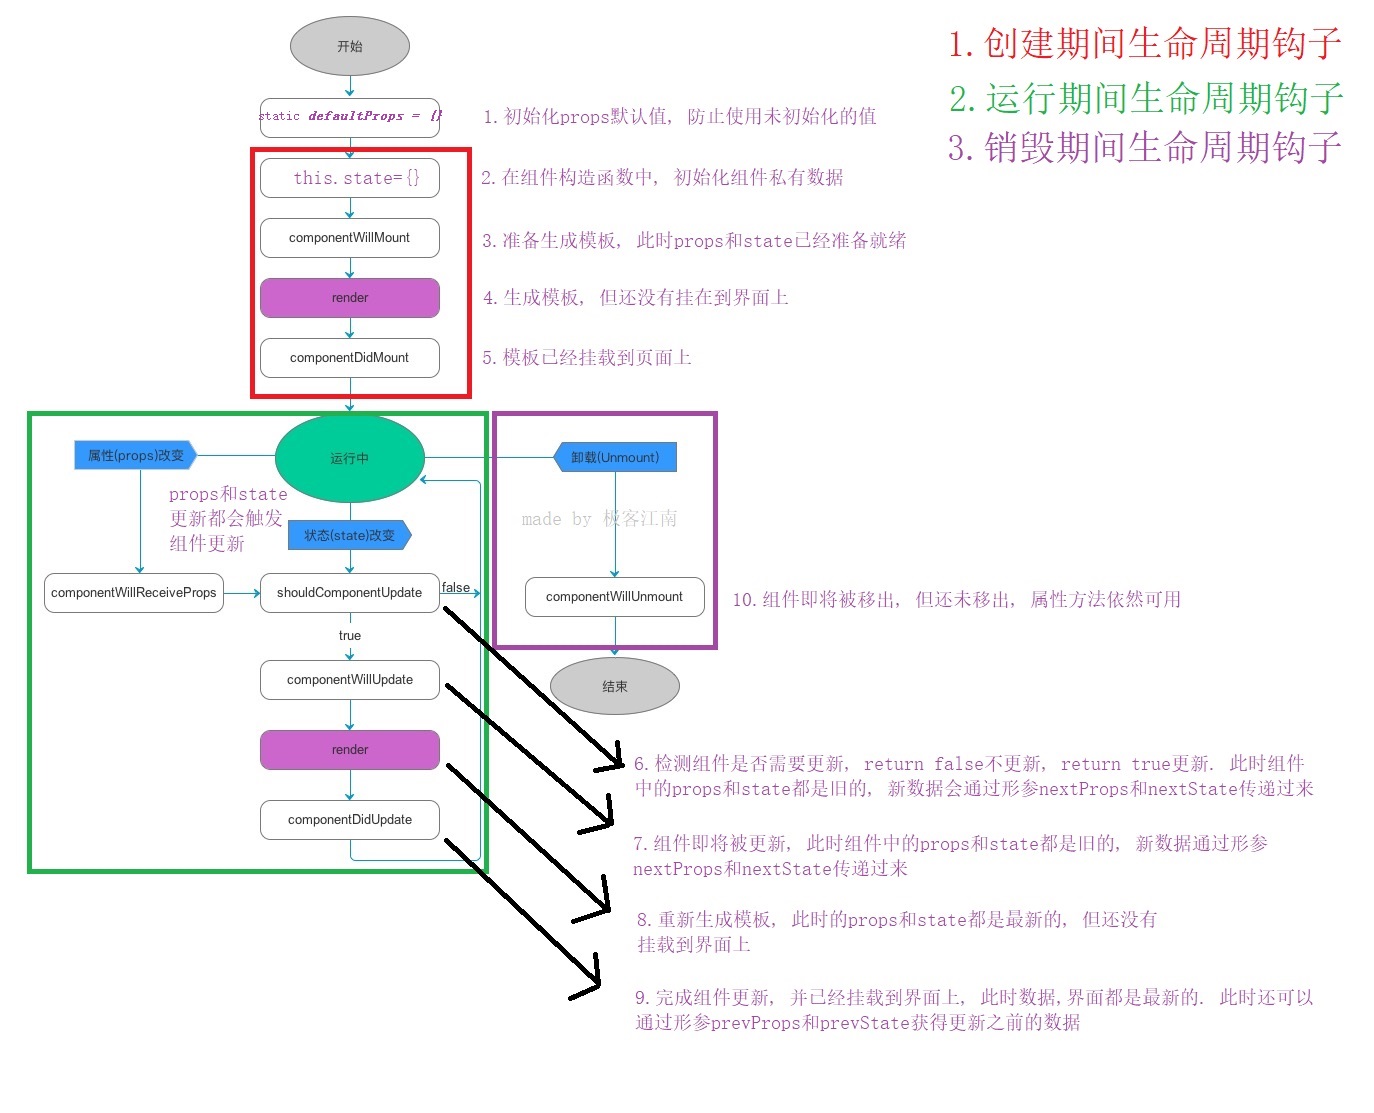 开始
1.创建期间生命周期钩子
2.运行期间生命周期钩子
3.销毁期间生命周期钩子
static defaultProps = {}
1.初始化props默认值, 防止使用未初始化的值
this.state={}
2.在组件构造函数中, 初始化组件私有数据
componentWillMount
3.准备生成模板, 此时props和state已经准备就绪
render
4.生成模板, 但还没有挂在到界面上
componentDidMount
5.模板已经挂载到页面上
属性(props)改变
运行中
卸载(Unmount)
props和state
更新都会触发
组件更新
made by 极客江南
状态(state)改变
componentWillReceiveProps
shouldComponentUpdate
false
componentWillUnmount
10.组件即将被移出, 但还未移出, 属性方法依然可用
true
componentWillUpdate
结束
render
6.检测组件是否需要更新, return false不更新, return true更新. 此时组件
中的props和state都是旧的, 新数据会通过形参nextProps和nextState传递过来
componentDidUpdate
7.组件即将被更新, 此时组件中的props和state都是旧的, 新数据通过形参
nextProps和nextState传递过来
8.重新生成模板, 此时的props和state都是最新的, 但还没有
挂载到界面上
9.完成组件更新, 并已经挂载到界面上, 此时数据,界面都是最新的. 此时还可以
通过形参prevProps和prevState获得更新之前的数据